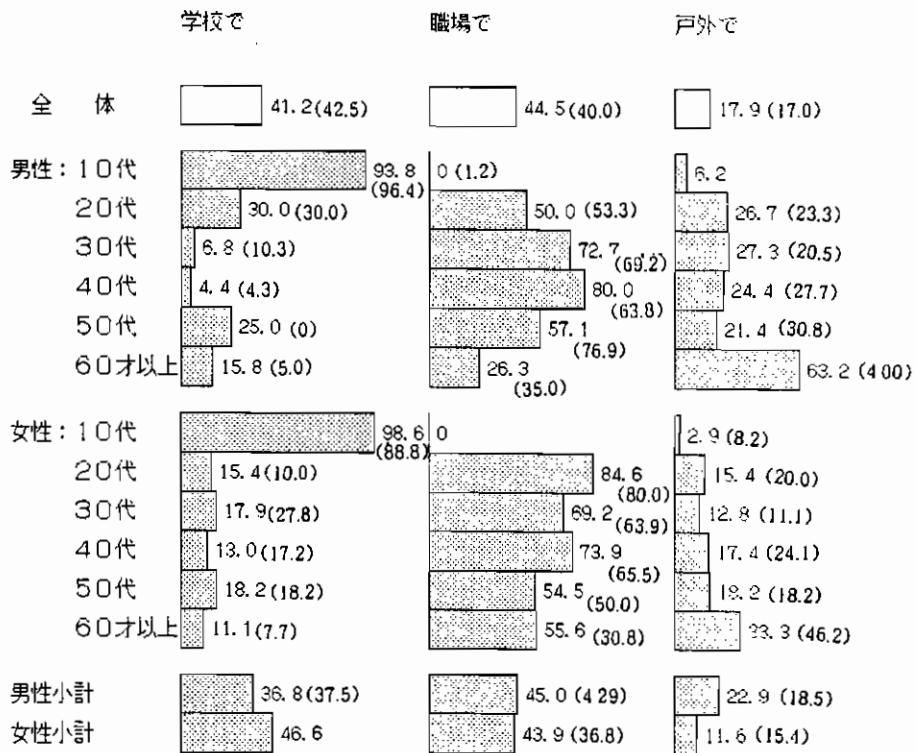 学校で 職場で 戸外で
全 体 41.2(42.5) 44.5(40.0) 17.9(17.0)
男性：10代 93.8 0 (1.2) 6.2
(96.4)
20代 30.0(30.0) 50.0 (53.3) 26.7 (23.3)
30代 6.8 (10.3) 72.7 27.3 (20.5)
(69.2)
40代 4.4 (4.3) 80.0 24.4 (27.7)
(63.8)
50代 25.0 (0) 57.1 21.4 (30.8)
(76.9)
60才以上 15.8 (5.0) 26.3 63.2 (400)
(35.0)
女性：10代 98.6 0 2.9 (8.2)
(88.8)
20代 15.4(10.0) 84.6 15.4 (20.0)
(80.0)
30代 17.9(27.8) 69.2 12.8 (11.1)
(63.9)
40代 13.0(17.2) 73.9 17.4 (24.1)
(65.5)
50代 18.2 (18.2) 54.5 (18.2)
(50.0)
60才以上 11.1(7.7) 55.6 (30.8) 33.3 (46.2)
男性小計 36.8(37.5) 45.0 (429) 22.9 (18.5)
女性小計 46.6 43.9 (36.8) 11.6 (15.4)